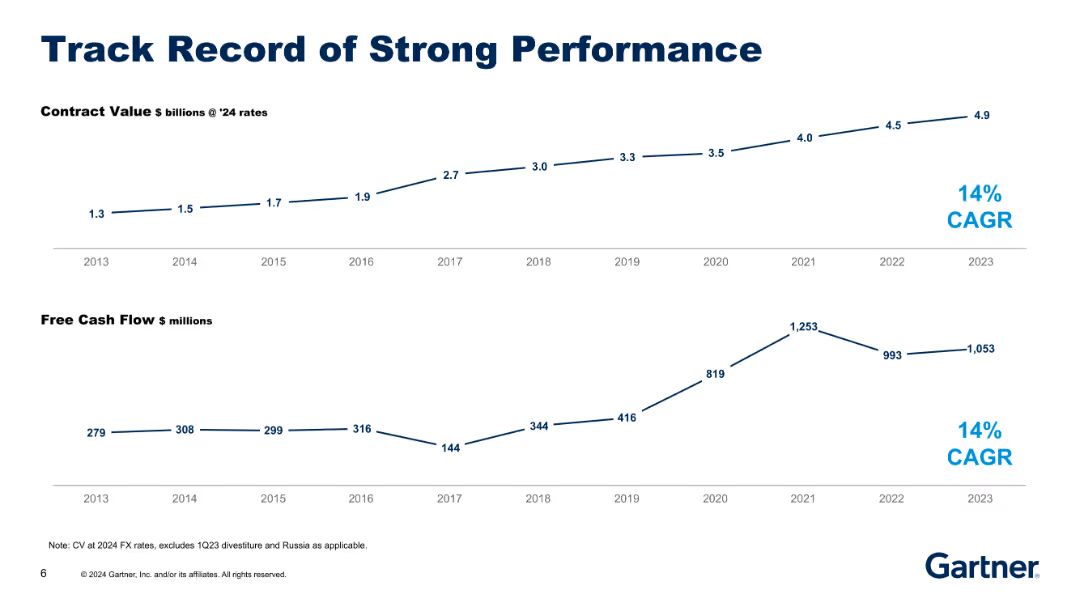 Track Record of Strong Performance
Contract Value $ billions @ '24 rates
1.3 1.5 1.7 1.9 2.7 3.0 3.3 3.5 4.0 4.5 4.9
14%
CAGR
2013 2014 2015 2016 2017 2018 2019 2020 2021 2022 2023
Free Cash Flow $ millions
279 308 299 316 144 344 416 819 1,253 993 1,053
14%
CAGR
2013 2014 2015 2016 2017 2018 2019 2020 2021 2022 2023
Note: CV at 2024 FX rates, excludes 1Q23 divestiture and Russia as applicable.
6 © 2024 Gartner, Inc. and/or its affiliates. All rights reserved.
Gartner®